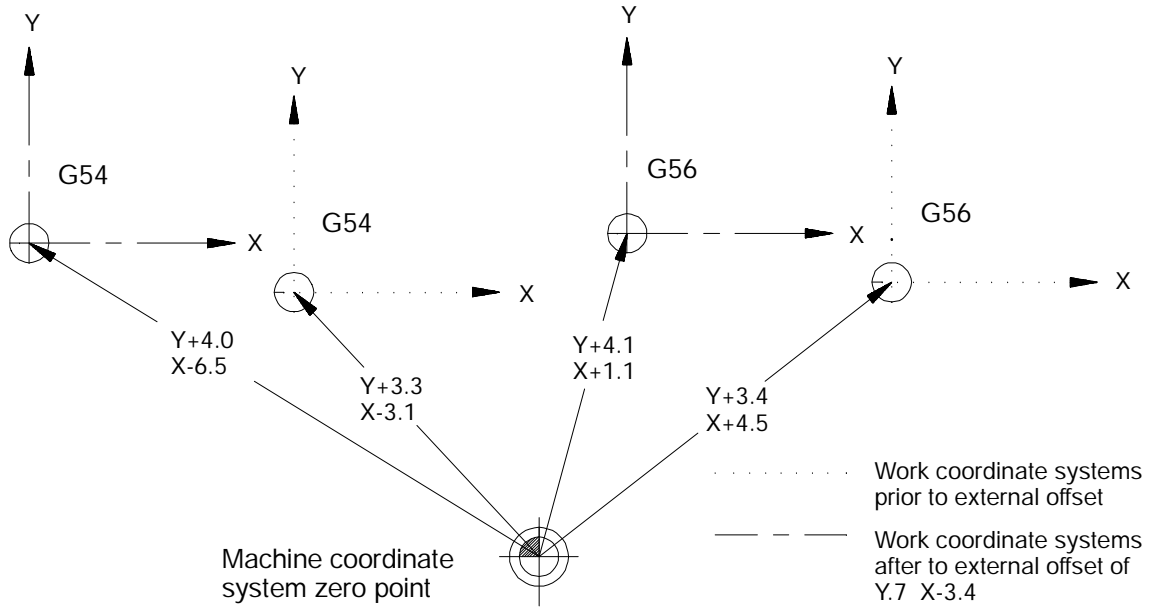 Y
Y
Y
Y
G54
G54
G56
G56
X
X
X
X
Y+4.0
X-6.5
Y+3.3
X-3.1
Y+4.1
X+1.1
Y+3.4
X+4.5
Work coordinate systems
prior to external offset
Work coordinate systems
after to external offset of
Y.7 X-3.4
Machine coordinate
system zero point